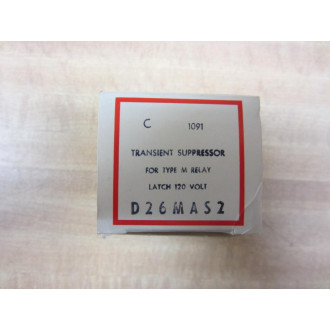 C 1091
TRANSIENT SUPPRESSOR
FOR TYPE M RELAY
LATCH 120 VOLT
D26MAS2